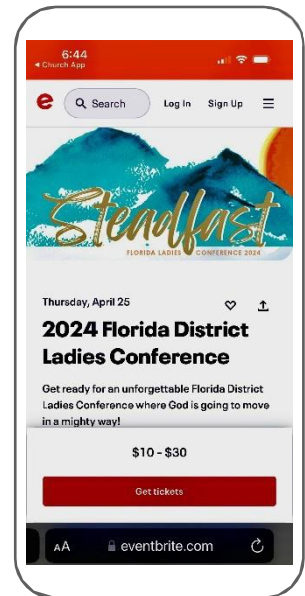 6:44
◄ Church App
e Search Log In Sign Up
Steadfast
FLORIDA LADIES CONFERENCE 2024
Thursday, April 25
2024 Florida District
Ladies Conference
Get ready for an unforgettable Florida District
Ladies Conference where God is going to move
in a mighty way!
$10 - $30
Get tickets
AA eventbrite.com